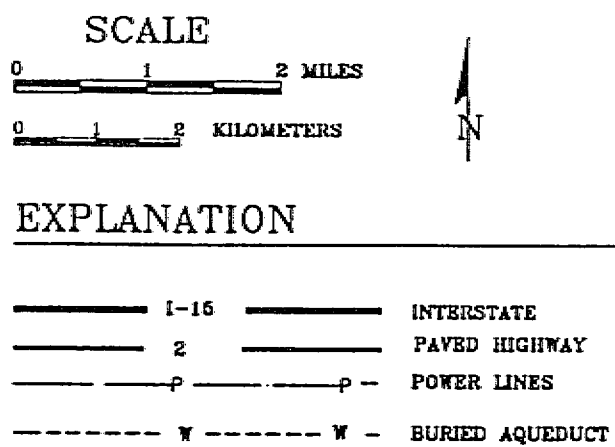 SCALE
0 1 2 MILES
0 1 2 KILOMETERS
N
EXPLANATION
I-15 INTERSTATE
2 PAVED HIGHWAY
P P POWER LINES
W W BURIED AQUEDUCT